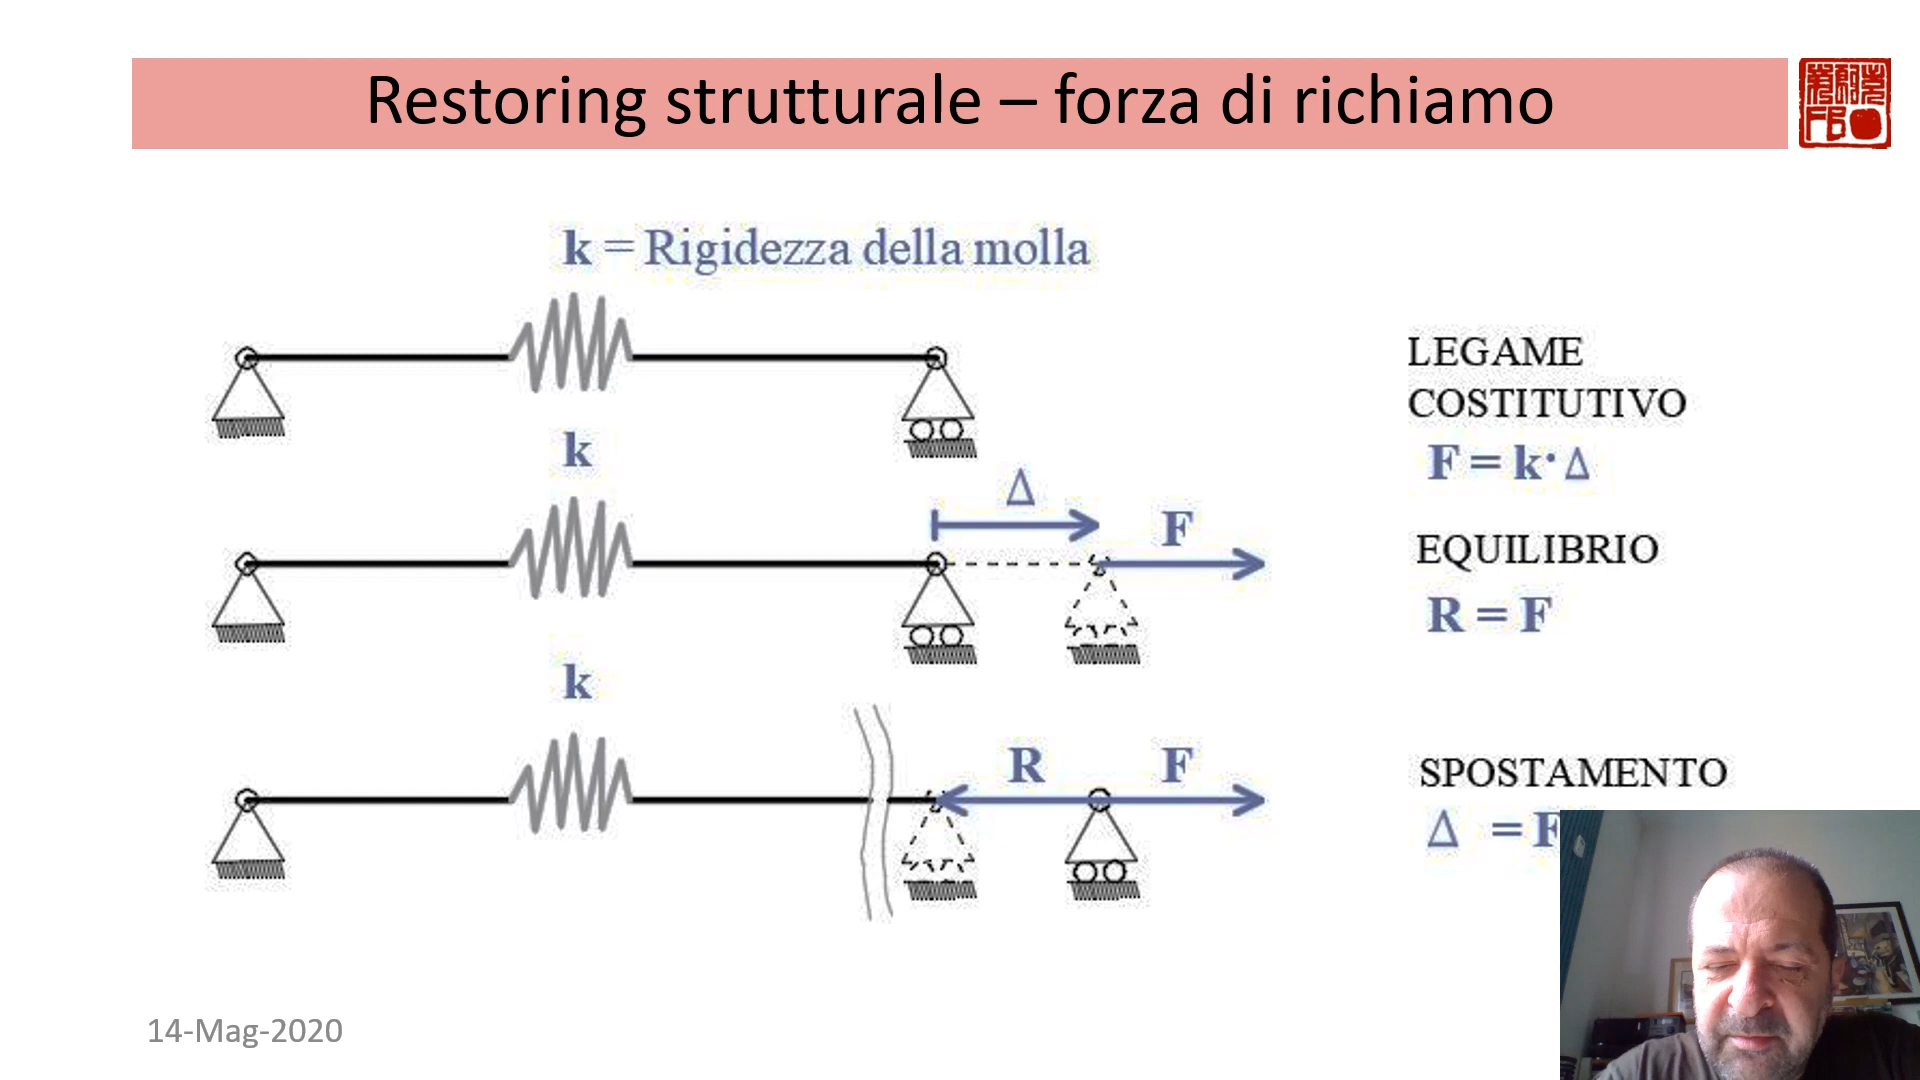 Restoring strutturale – forza di richiamo
k = Rigidezza della molla
LEGAME
COSTITUTIVO
F = k · Δ
k
Δ
F
EQUILIBRIO
R = F
k
R
F
SPOSTAMENTO
Δ = F
14-Mag-2020